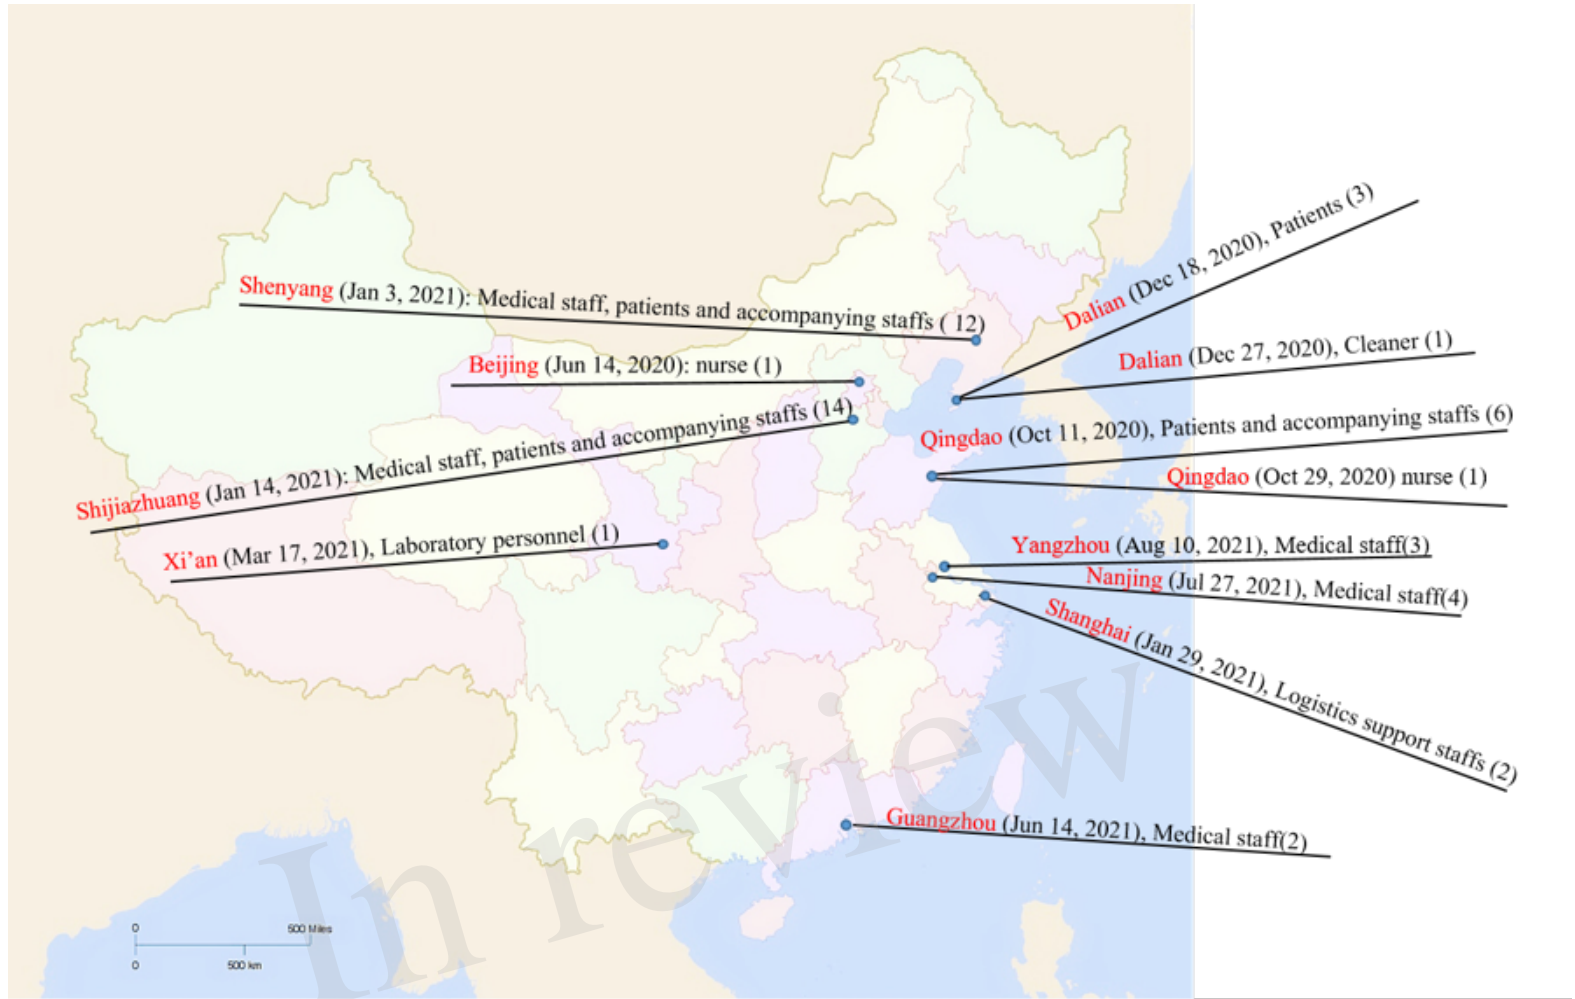 Dalian (Dec 18, 2020), Patients (3)
Shenyang (Jan 3, 2021): Medical staff, patients and accompanying staffs ( 12)
Dalian (Dec 27, 2020), Cleaner (1)
Beijing (Jun 14, 2020): nurse (1)
Shijiazhuang (Jan 14, 2021): Medical staff, patients and accompanying staffs (14)
Qingdao (Oct 11, 2020), Patients and accompanying staffs (6)
Qingdao (Oct 29, 2020) nurse (1)
Xi’an (Mar 17, 2021), Laboratory personnel (1)
Yangzhou (Aug 10, 2021), Medical staff(3)
Nanjing (Jul 27, 2021), Medical staff(4)
Shanghai (Jan 29, 2021), Logistics support staffs (2)
Guangzhou (Jun 14, 2021), Medical staff(2)
In review
0 500 Miles
0 500 km